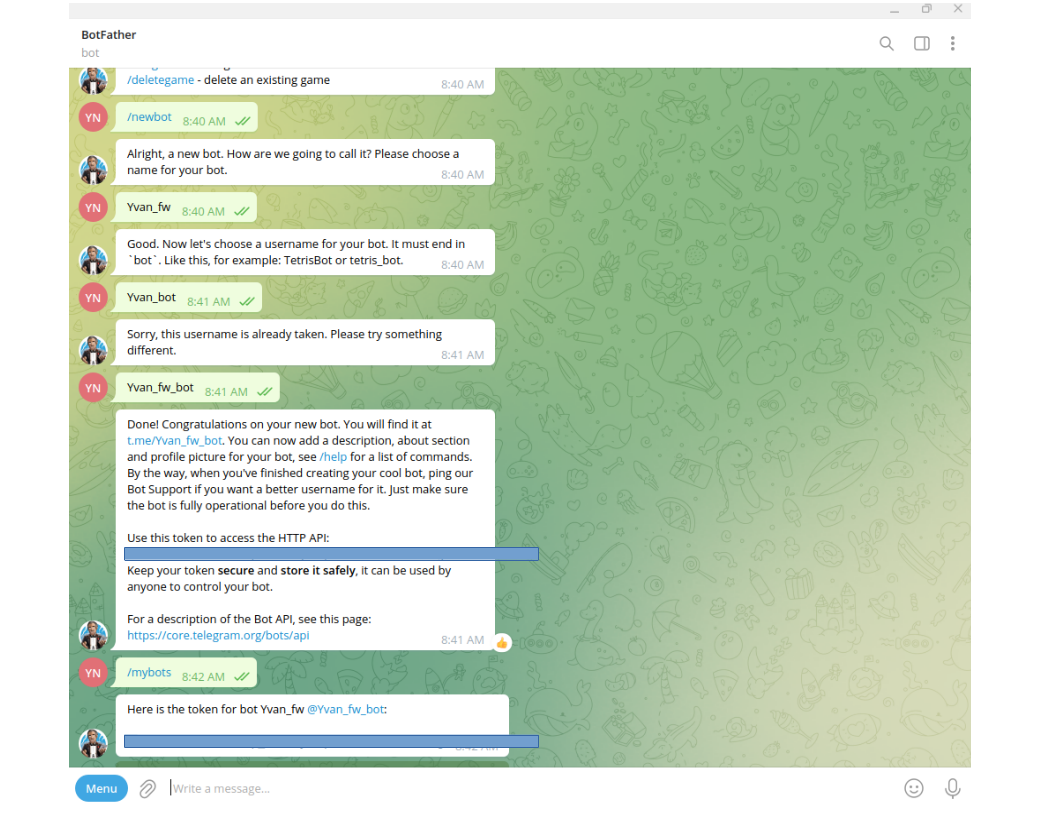 BotFather
bot
/deletegame - delete an existing game
8:40 AM
YN
/newbot
8:40 AM
Alright, a new bot. How are we going to call it? Please choose a
name for your bot.
8:40 AM
YN
Yvan_fw
8:40 AM
Good. Now let's choose a username for your bot. It must end in
`bot`. Like this, for example: TetrisBot or tetris_bot.
8:40 AM
YN
Yvan_bot
8:41 AM
Sorry, this username is already taken. Please try something
different.
8:41 AM
YN
Yvan_fw_bot
8:41 AM
Done! Congratulations on your new bot. You will find it at
t.me/Yvan_fw_bot. You can now add a description, about section
and profile picture for your bot, see /help for a list of commands.
By the way, when you've finished creating your cool bot, ping our
Bot Support if you want a better username for it. Just make sure
the bot is fully operational before you do this.
Use this token to access the HTTP API:
Keep your token secure and store it safely, it can be used by
anyone to control your bot.
For a description of the Bot API, see this page:
https://core.telegram.org/bots/api
8:41 AM
YN
/mybots
8:42 AM
Here is the token for bot Yvan_fw @Yvan_fw_bot:
8:42 AM
Menu
Write a message...